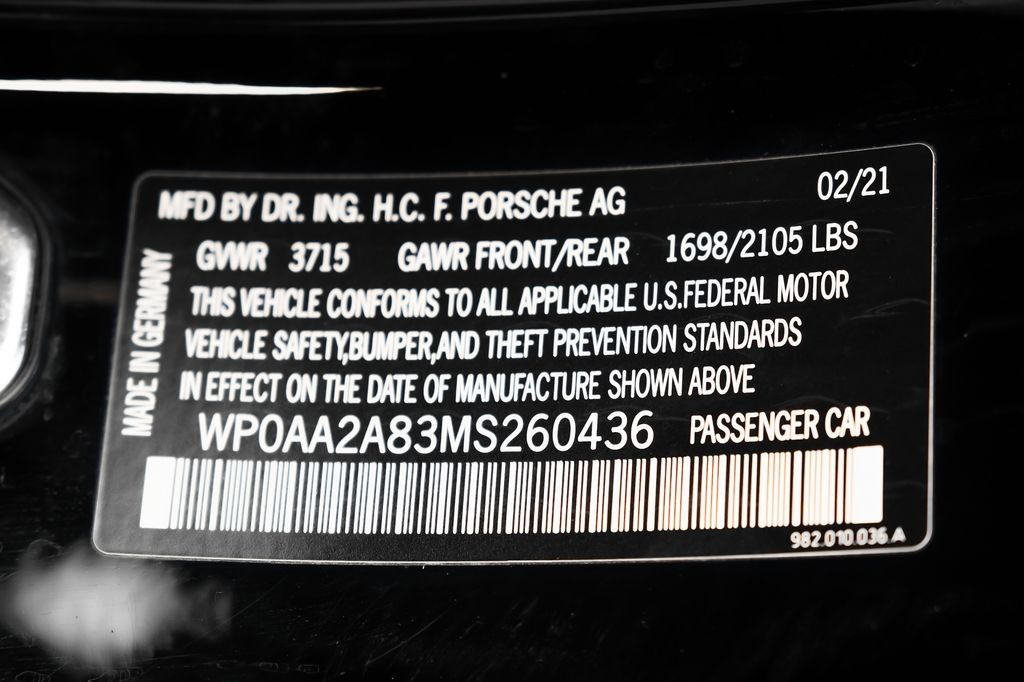 MFD BY DR. ING. H.C. F. PORSCHE AG 02/21
GVWR 3715 GAWR FRONT/REAR 1698/2105 LBS
THIS VEHICLE CONFORMS TO ALL APPLICABLE U.S.FEDERAL MOTOR
VEHICLE SAFETY,BUMPER,AND THEFT PREVENTION STANDARDS
IN EFFECT ON THE DATE OF MANUFACTURE SHOWN ABOVE
WP0AA2A83MS260436 PASSENGER CAR
982.010.036.A
MADE IN GERMANY